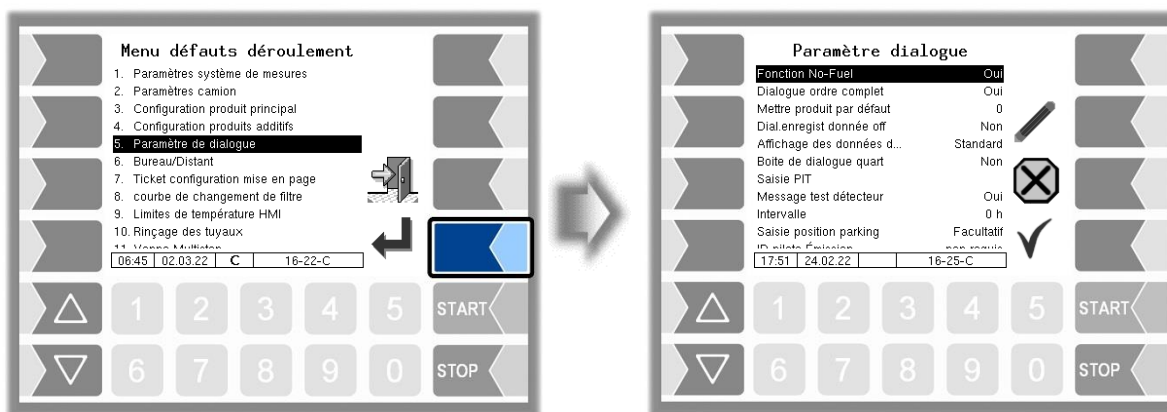 Menu défauts déroulement
1. Paramètres système de mesures
2. Paramètres camion
3. Configuration produit principal
4. Configuration produits additifs
5. Paramètre de dialogue
6. Bureau/Distant
7. Ticket configuration mise en page
8. courbe de changement de filtre
9. Limites de température HMI
10. Rinçage des tuyaux
06:45 02.03.22 C 16-22-C
1 2 3 4 5 START
6 7 8 9 0 STOP
Paramètre dialogue
Fonction No-Fuel Oui
Dialogue ordre complet Oui
Mettre produit par défaut 0
Dial.enregist donnée off Non
Affichage des données d... Standard
Boite de dialogue quart Non
Saisie PIT
Message test détecteur Oui
Intervalle 0 h
Saisie position parking Facultatif
17:51 24.02.22 16-25-C
1 2 3 4 5 START
6 7 8 9 0 STOP